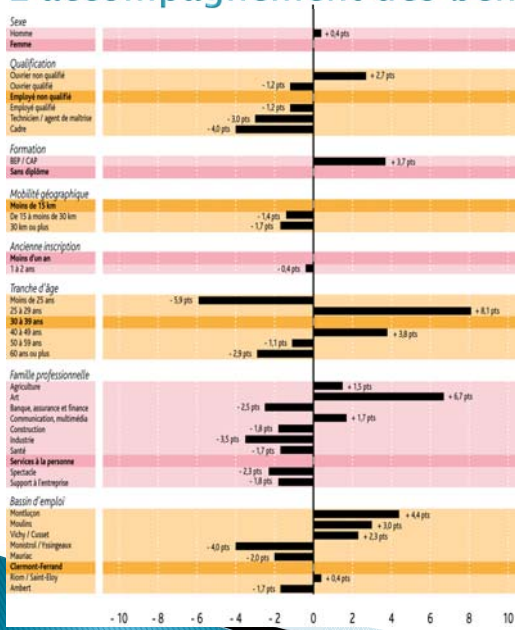 L'accompagnement des bén
Sexe
Homme + 0,4 pts
Femme
Qualification
Ouvrier non qualifié + 2,7 pts
Ouvrier qualifié - 1,2 pts
Employé non qualifié
Employé qualifié - 1,2 pts
Technicien / agent de maîtrise - 3,0 pts
Cadre - 4,0 pts
Formation
BEP / CAP + 3,7 pts
Sans diplôme
Mobilité géographique
Moins de 15 km
De 15 à moins de 30 km - 1,4 pts
30 km ou plus - 1,7 pts
Ancienne inscription
Moins d'un an
1 à 2 ans - 0,4 pts
Tranche d'âge
Moins de 25 ans - 5,9 pts
25 à 29 ans + 8,1 pts
30 à 39 ans
40 à 49 ans + 3,8 pts
50 à 59 ans - 1,1 pts
60 ans ou plus - 2,9 pts
Famille professionnelle
Agriculture + 1,5 pts
Art + 6,7 pts
Banque, assurance et finance - 2,5 pts
Communication, multimédia + 1,7 pts
Construction - 1,8 pts
Industrie - 3,5 pts
Santé - 1,7 pts
Services à la personne
Spectacle - 2,3 pts
Support à l'entreprise - 1,8 pts
Bassin d'emploi
Montluçon + 4,4 pts
Moulins + 3,0 pts
Vichy / Cusset + 2,3 pts
Monistrol / Yssingeaux - 4,0 pts
Mauriac - 2,0 pts
Clermont-Ferrand
Riom / Saint-Eloy + 0,4 pts
Ambert - 1,7 pts
- 10 - 8 - 6 - 4 - 2 0 2 4 6 8 10